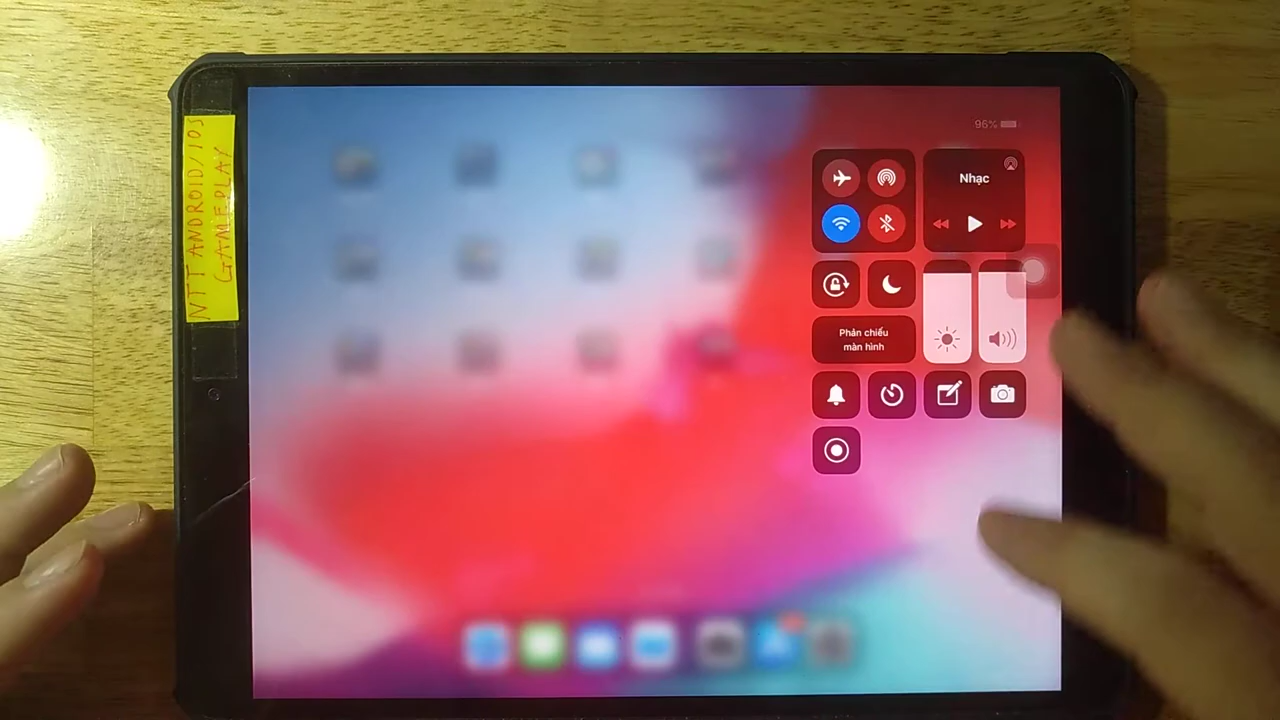 NTT ANDROID/IOS
GAMEPLAY
96%
Nhạc
Phản chiếu
màn hình